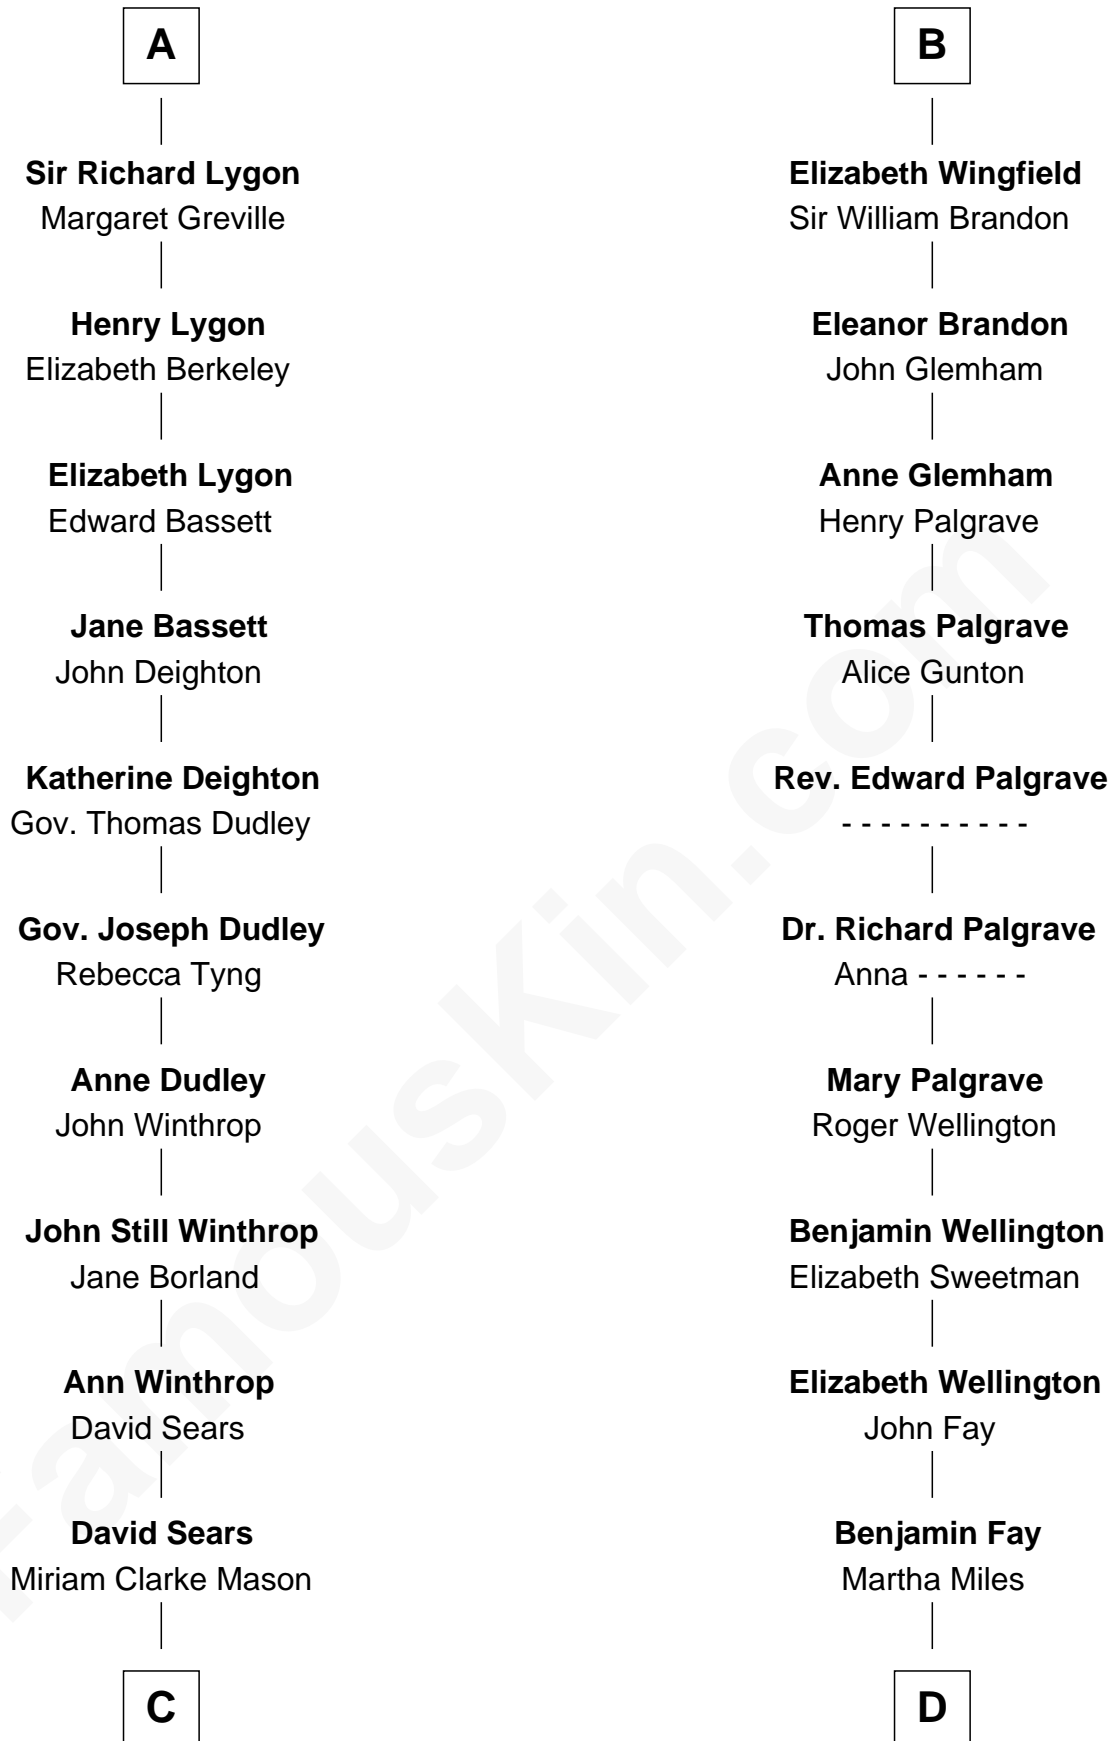 A
Sir Richard Lygon
Margaret Greville
Henry Lygon
Elizabeth Berkeley
Elizabeth Lygon
Edward Bassett
Jane Bassett
John Deighton
Katherine Deighton
Gov. Thomas Dudley
Gov. Joseph Dudley
Rebecca Tyng
Anne Dudley
John Winthrop
John Still Winthrop
Jane Borland
Ann Winthrop
David Sears
David Sears
Miriam Clarke Mason
C
B
Elizabeth Wingfield
Sir William Brandon
Eleanor Brandon
John Glemham
Anne Glemham
Henry Palgrave
Thomas Palgrave
Alice Gunton
Rev. Edward Palgrave
- - - - - - - - - -
Dr. Richard Palgrave
Anna - - - - - -
Mary Palgrave
Roger Wellington
Benjamin Wellington
Elizabeth Sweetman
Elizabeth Wellington
John Fay
Benjamin Fay
Martha Miles
D
FamousKin.com